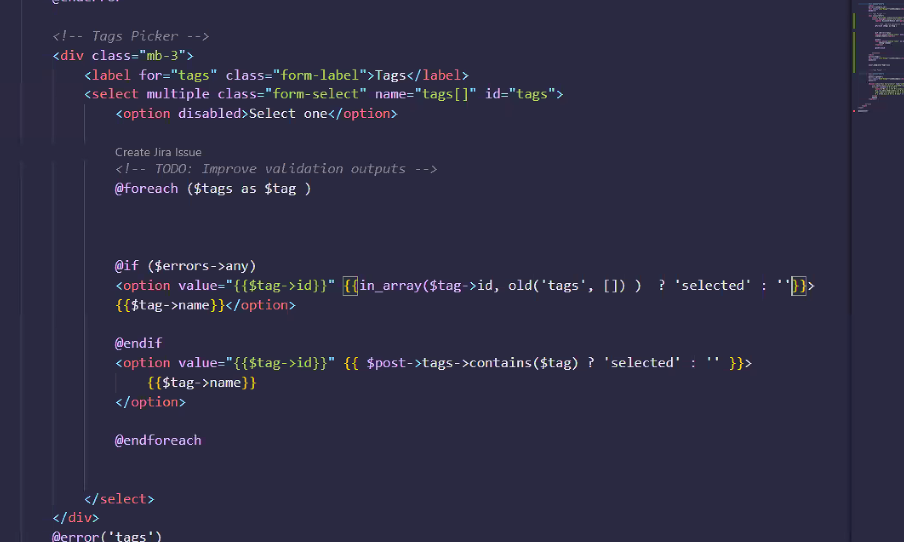 @enderror
<!-- Tags Picker -->
<div class="mb-3">
<label for="tags" class="form-label">Tags</label>
<select multiple class="form-select" name="tags[]" id="tags">
<option disabled>Select one</option>
Create Jira Issue
<!-- TODO: Improve validation outputs -->
@foreach ($tags as $tag )
@if ($errors->any)
<option value="{{$tag->id}}" {{in_array($tag->id, old('tags', []) )  ? 'selected' : ''}}>
{{$tag->name}}</option>
@endif
<option value="{{$tag->id}}" {{ $post->tags->contains($tag) ? 'selected' : '' }}>
{{$tag->name}}
</option>
@endforeach
</select>
</div>
@error('tags')